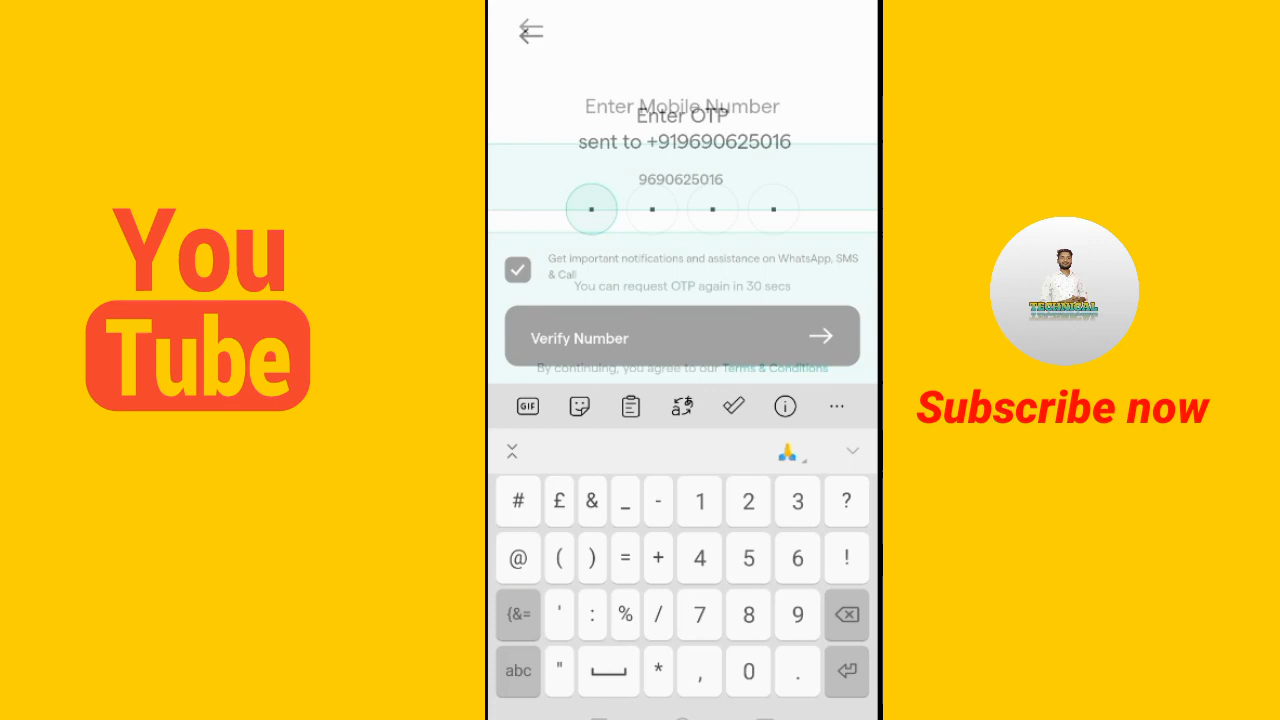 You
Tube
Enter Mobile Number
Enter OTP
sent to +919690625016
9690625016
Get important notifications and assistance on WhatsApp, SMS
& Call
You can request OTP again in 30 secs
Verify Number
By continuing, you agree to our Terms & Conditions
GIF
# £ & _ - 1 2 3 ?
@ ( ) = + 4 5 6 !
{&= ' : % / 7 8 9
abc " * , 0 .
TECHNICAL
Subscribe now